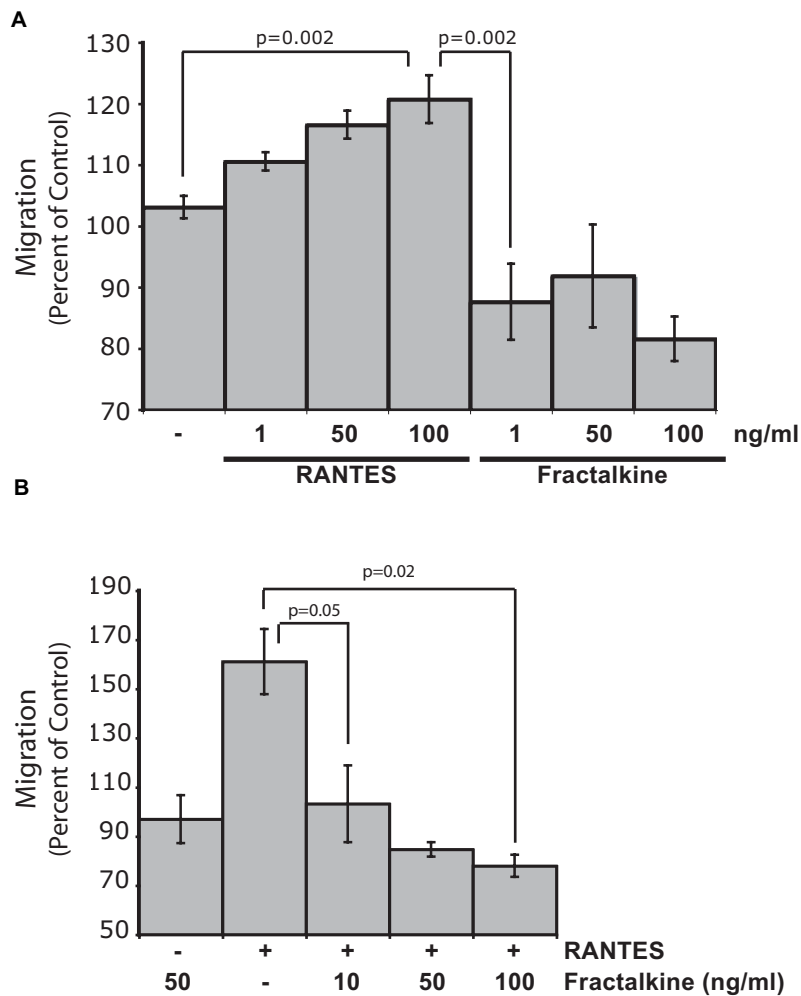 A
130
120
110
100
90
80
70
Migration
(Percent of Control)
p=0.002
p=0.002
- 1 50 100 1 50 100 ng/ml
RANTES Fractalkine
B
190
170
150
130
110
90
70
50
Migration
(Percent of Control)
p=0.02
p=0.05
- + + + + RANTES
50 - 10 50 100 Fractalkine (ng/ml)